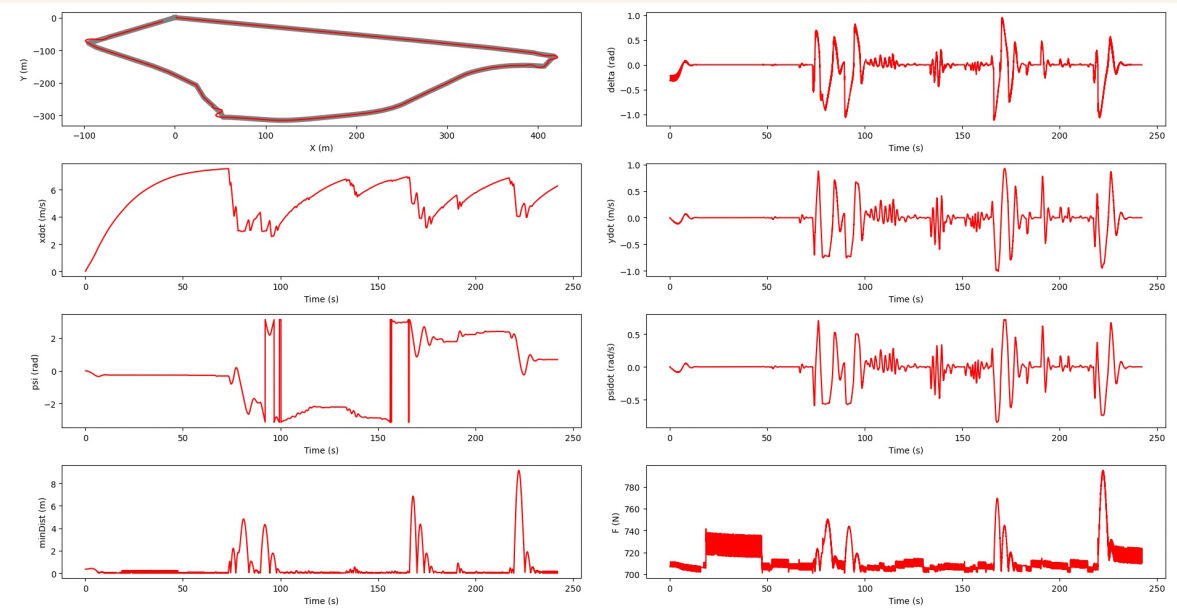 0
−100
−200
−300
Y (m)
−100 0 100 200 300 400
X (m)
1.0
0.5
0.0
−0.5
−1.0
delta (rad)
0 50 100 150 200 250
Time (s)
6
4
2
0
xdot (m/s)
0 50 100 150 200 250
Time (s)
1.0
0.5
0.0
−0.5
−1.0
ydot (m/s)
0 50 100 150 200 250
Time (s)
2
0
−2
psi (rad)
0 50 100 150 200 250
Time (s)
0.5
0.0
−0.5
psidot (rad/s)
0 50 100 150 200 250
Time (s)
8
6
4
2
0
minDist (m)
0 50 100 150 200 250
Time (s)
780
760
740
720
700
F (N)
0 50 100 150 200 250
Time (s)